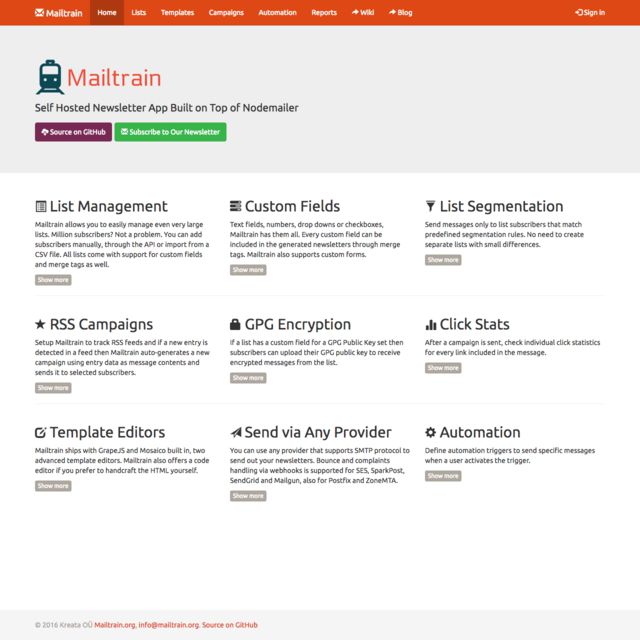 Mailtrain Home Lists Templates Campaigns Automation Reports Wiki Blog Sign in
Mailtrain
Self Hosted Newsletter App Built on Top of Nodemailer
Source on GitHub Subscribe to Our Newsletter
List Management
Mailtrain allows you to easily manage even very large
lists. Million subscribers? Not a problem. You can add
subscribers manually, through the API or import from a
CSV file. All lists come with support for custom fields
and merge tags as well.
Show more
Custom Fields
Text fields, numbers, drop downs or checkboxes,
Mailtrain has them all. Every custom field can be
included in the generated newsletters through merge
tags. Mailtrain also supports custom forms.
Show more
List Segmentation
Send messages only to list subscribers that match
predefined segmentation rules. No need to create
separate lists with small differences.
Show more
RSS Campaigns
Setup Mailtrain to track RSS feeds and if a new entry is
detected in a feed then Mailtrain auto-generates a new
campaign using entry data as message contents and
sends it to selected subscribers.
Show more
GPG Encryption
If a list has a custom field for a GPG Public Key set then
subscribers can upload their GPG public key to receive
encrypted messages from the list.
Show more
Click Stats
After a campaign is sent, check individual click statistics
for every link included in the message.
Show more
Template Editors
Mailtrain ships with GrapeJS and Mosaico built in, two
advanced template editors. Mailtrain also offers a code
editor if you prefer to handcraft the HTML yourself.
Show more
Send via Any Provider
You can use any provider that supports SMTP protocol to
send out your newsletters. Bounce and complaints
handling via webhooks is supported for SES, SparkPost,
SendGrid and Mailgun, also for Postfix and ZoneMTA.
Show more
Automation
Define automation triggers to send specific messages
when a user activates the trigger.
Show more
© 2016 Kreata OÜ Mailtrain.org, info@mailtrain.org. Source on GitHub